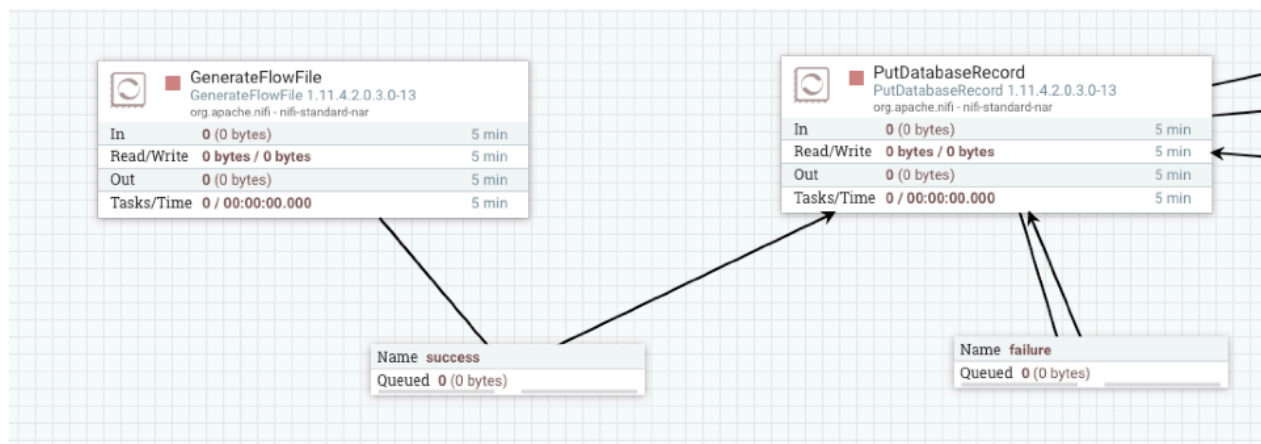 GenerateFlowFile
GenerateFlowFile 1.11.4.2.0.3.0-13
org.apache.nifi - nifi-standard-nar
In 0 (0 bytes) 5 min
Read/Write 0 bytes / 0 bytes 5 min
Out 0 (0 bytes) 5 min
Tasks/Time 0 / 00:00:00.000 5 min
PutDatabaseRecord
PutDatabaseRecord 1.11.4.2.0.3.0-13
org.apache.nifi - nifi-standard-nar
In 0 (0 bytes) 5 min
Read/Write 0 bytes / 0 bytes 5 min
Out 0 (0 bytes) 5 min
Tasks/Time 0 / 00:00:00.000 5 min
Name success
Queued 0 (0 bytes)
Name failure
Queued 0 (0 bytes)